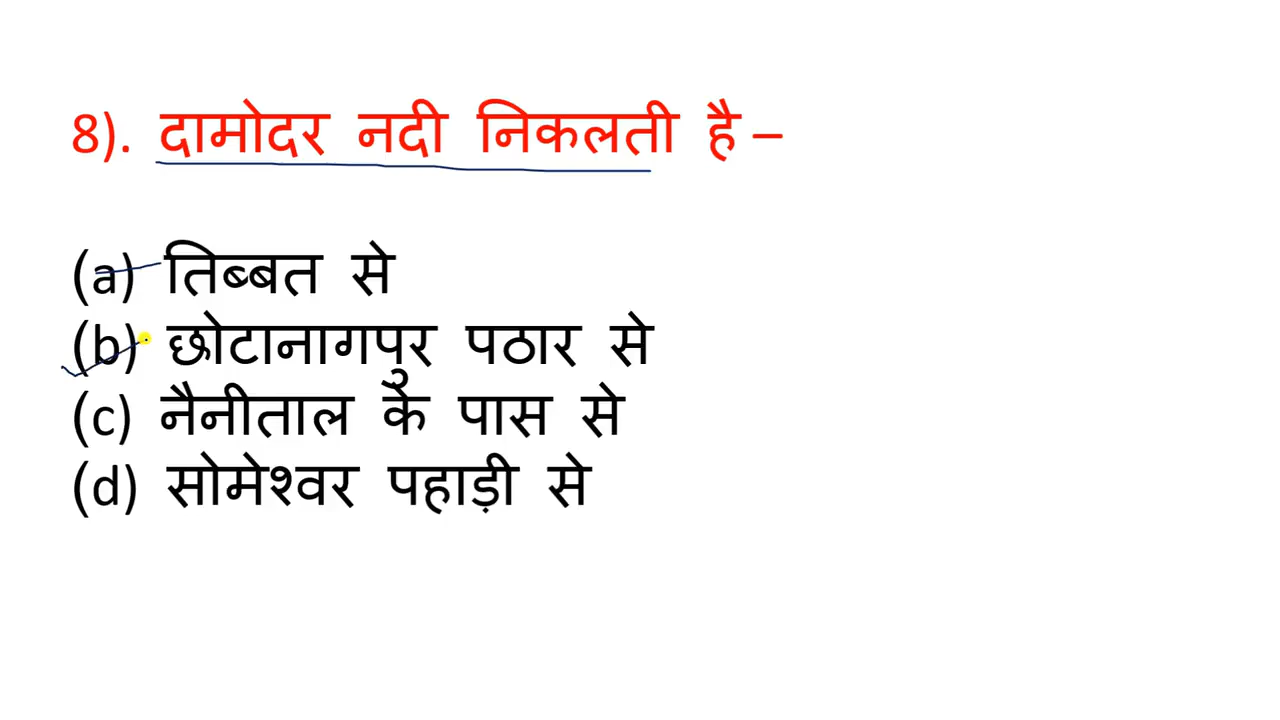 8). दामोदर नदी निकलती है –
(a) तिब्बत से
(b) छोटानागपुर पठार से
(c) नैनीताल के पास से
(d) सोमेश्वर पहाड़ी से